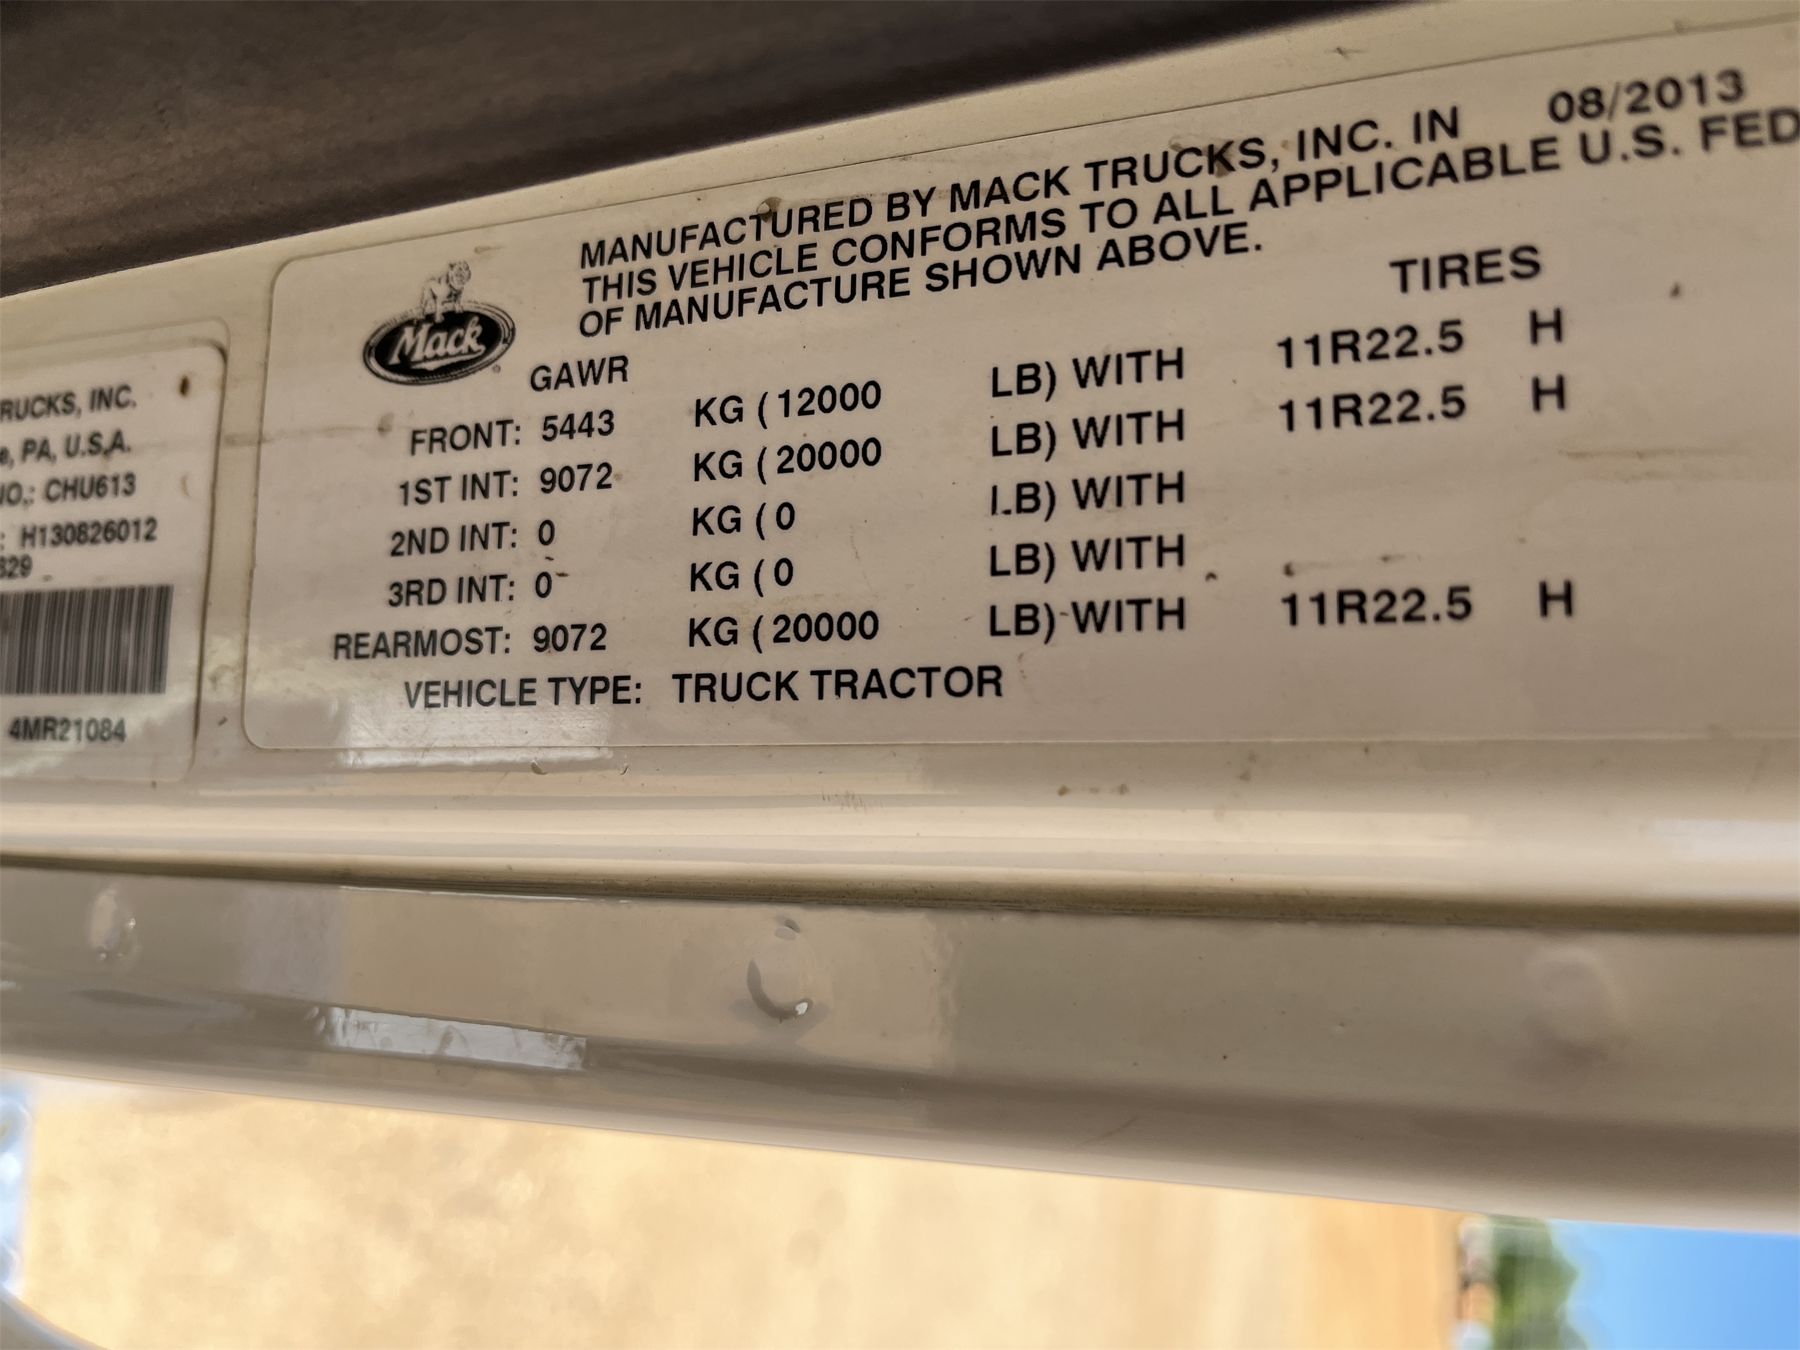 RUCKS, INC.
, PA, U.S.A.
NO.: CHU613
: H130826012
829
4MR21084
Mack
MANUFACTURED BY MACK TRUCKS, INC. IN 08/2013
THIS VEHICLE CONFORMS TO ALL APPLICABLE U.S. FED
OF MANUFACTURE SHOWN ABOVE.
GAWR TIRES
FRONT: 5443 KG (12000 LB) WITH 11R22.5 H
1ST INT: 9072 KG (20000 LB) WITH 11R22.5 H
2ND INT: 0 KG (0 LB) WITH
3RD INT: 0 KG (0 LB) WITH
REARMOST: 9072 KG (20000 LB) WITH 11R22.5 H
VEHICLE TYPE: TRUCK TRACTOR